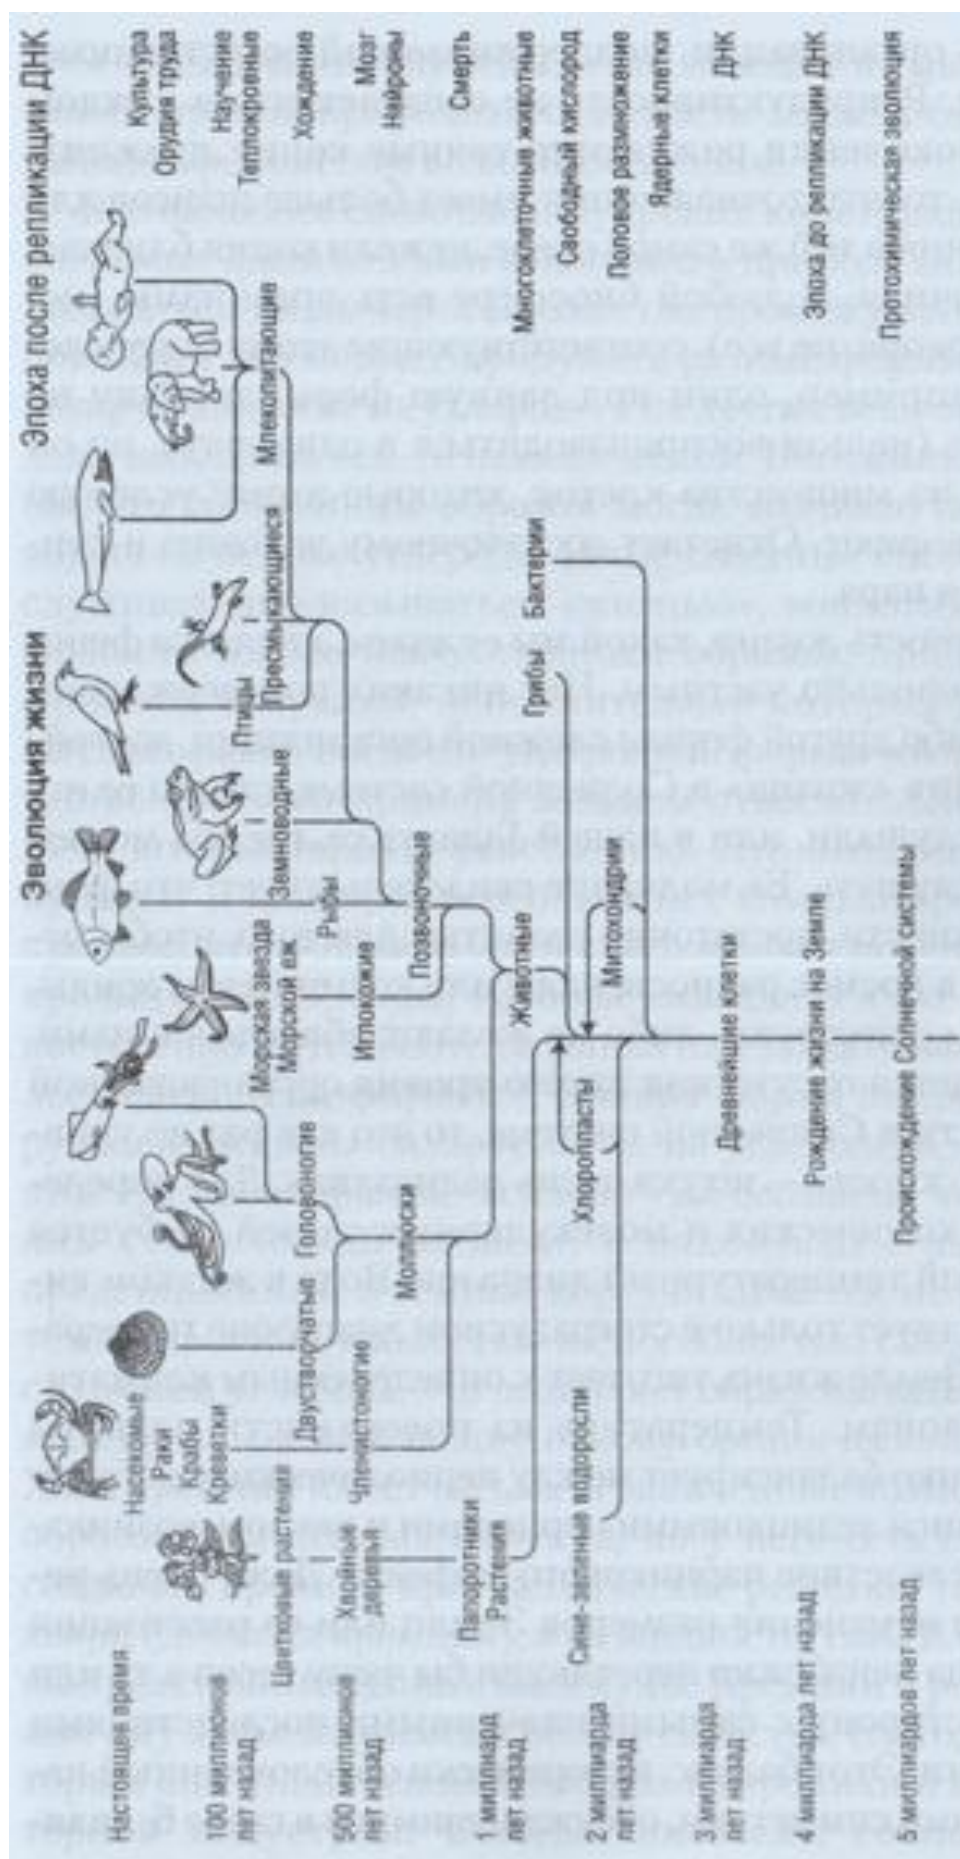 Эволюция жизни
Эпоха после репликации ДНК
Настоящее время
100 миллионов
лет назад
500 миллионов
лет назад
1 миллиард
лет назад
2 миллиарда
лет назад
3 миллиарда
лет назад
4 миллиарда лет назад
5 миллиардов лет назад
Насекомые
Раки
Крабы
Креветки
Цветковые растения
Хвойные
деревья
Членистоногие
Папоротники
Растения
Двустворчатые
Головоногие
Моллюски
Морская звезда
Морской еж
Иглокожие
Рыбы
Земноводные
Позвоночные
Птицы
Пресмыкающиеся
Млекопитающие
Животные
Грибы
Бактерии
Сине-зеленые водоросли
Хлоропласты
Митохондрии
Древнейшие клетки
Рождение жизни на Земле
Происхождение Солнечной системы
Культура
Орудия труда
Научение
Теплокровные
Хождение
Мозг
Нейроны
Смерть
Многоклеточные животные
Свободный кислород
Половое размножение
Ядерные клетки
ДНК
Эпоха до репликации ДНК
Протохимическая эволюция